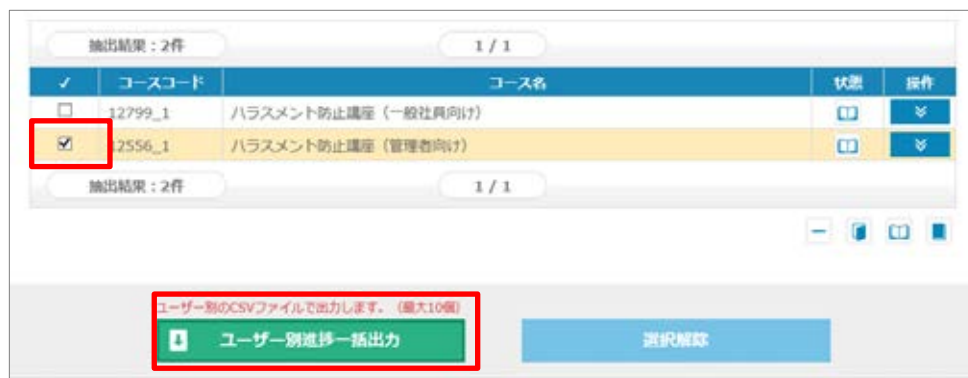 抽出結果：2件 1 / 1
✓ コースコード コース名 状態 操作
12799_1 ハラスメント防止講座（一般社員向け）
12556_1 ハラスメント防止講座（管理者向け）
抽出結果：2件 1 / 1
ユーザー別のCSVファイルで出力します。（最大10個）
ユーザー別進捗一括出力 選択解除